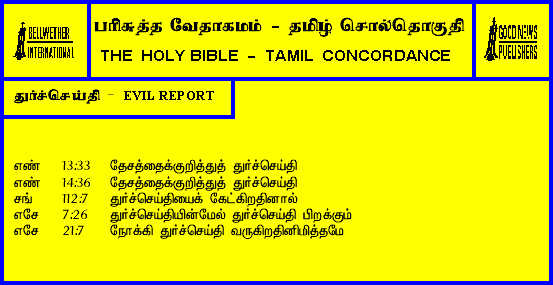 BELLWETHER
INTERNATIONAL
பரிசுத்த வேதாகமம் - தமிழ் சொல்தொகுதி
THE HOLY BIBLE - TAMIL CONCORDANCE
GOOD NEWS
PUBLISHERS
துர்ச்செய்தி - EVIL REPORT
எண் 13:33 தேசத்தைக்குறித்துத் துர்ச்செய்தி
எண் 14:36 தேசத்தைக்குறித்துத் துர்ச்செய்தி
சங் 112:7 துர்ச்செய்தியைக் கேட்கிறதினால்
எசே 7:26 துர்ச்செய்தியின்மேல் துர்ச்செய்தி பிறக்கும்
எசே 21:7 நோக்கி துர்ச்செய்தி வருகிறதினிமித்தமே